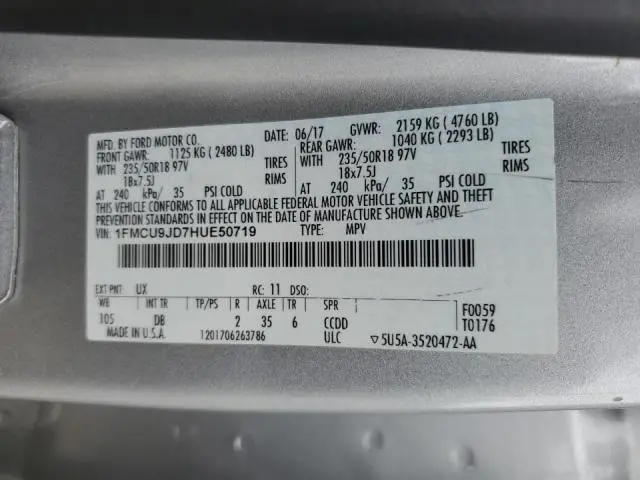 MFD. BY FORD MOTOR CO.
DATE: 06/17 GVWR: 2159 KG ( 4760 LB)
FRONT GAWR: 1125 KG ( 2480 LB) REAR GAWR: 1040 KG ( 2293 LB)
WITH 235/50R18 97V TIRES WITH 235/50R18 97V TIRES
18x7.5J RIMS 18x7.5J RIMS
AT 240 kPa/ 35 PSI COLD AT 240 kPa/ 35 PSI COLD
THIS VEHICLE CONFORMS TO ALL APPLICABLE FEDERAL MOTOR VEHICLE SAFETY AND THEFT
PREVENTION STANDARDS IN EFFECT ON THE DATE OF MANUFACTURE SHOWN ABOVE.
VIN: 1FMCU9JD7HUE50719 TYPE: MPV
EXT PNT: UX RC: 11 DSO:
WB INT TR TP/PS R AXLE TR SPR F0059
105 DB 2 35 6 CCDD T0176
MADE IN U.S.A. 1201706263786 ULC ▽5U5A-3520472-AA